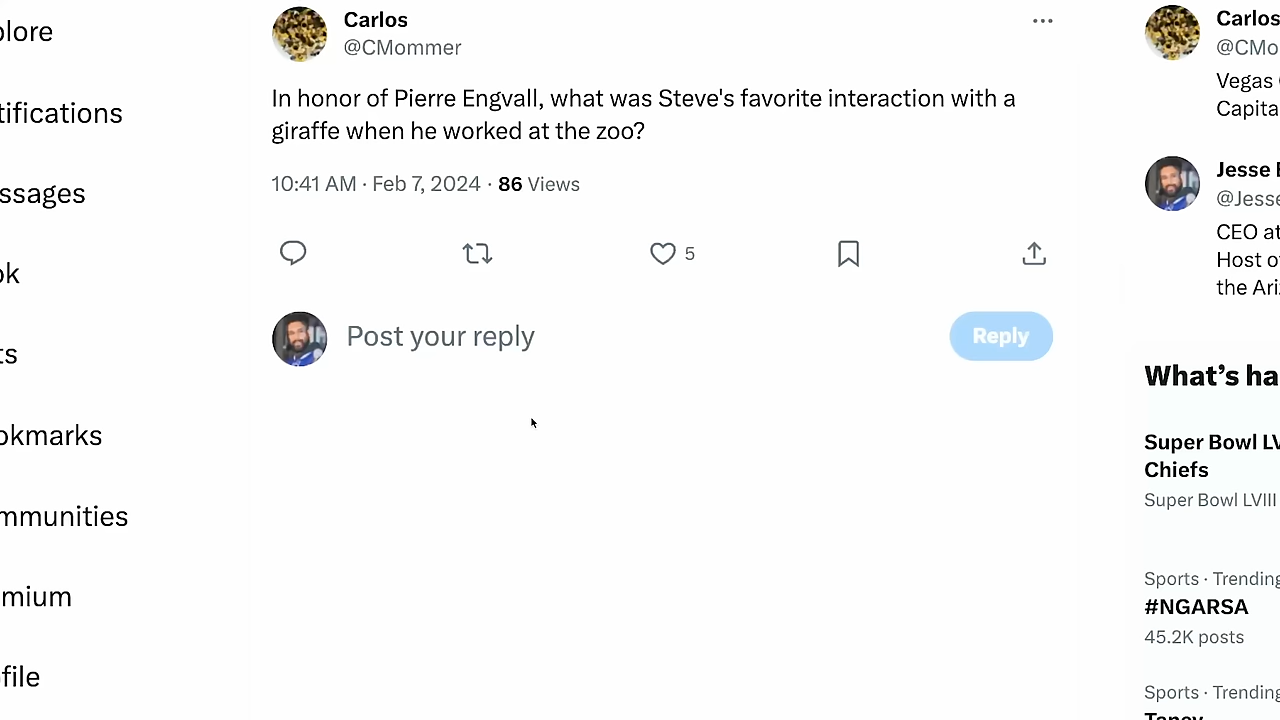 plore
Carlos
@CMommer
In honor of Pierre Engvall, what was Steve's favorite interaction with a
giraffe when he worked at the zoo?
10:41 AM · Feb 7, 2024 · 86 Views
5
Post your reply
Reply
tifications
ssages
ok
ts
okmarks
mmunities
mium
file
Carlos
@CMo
Vegas
Capita
Jesse
@Jesse
CEO at
Host o
the Ari
What's ha
Super Bowl LV
Chiefs
Super Bowl LVIII
Sports · Trending
#NGARSA
45.2K posts
Sports · Trending